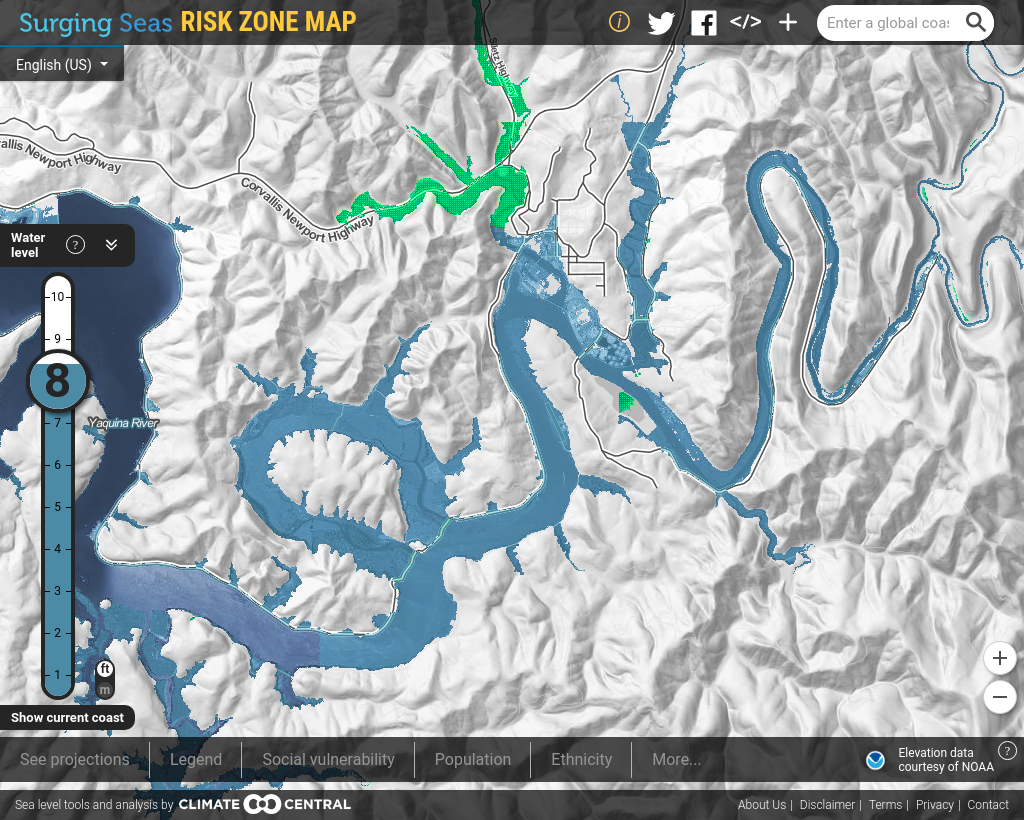 Surging Seas RISK ZONE MAP
</>
Enter a global coas
English (US)
Siletz Highway
Corvallis Newport Highway
Corvallis Newport Highway
Water
level
?
10
9
8
7
Yaquina River
6
5
4
3
2
1
ft
m
Show current coast
See projections
Legend
Social vulnerability
Population
Ethnicity
More...
Elevation data
courtesy of NOAA
?
Sea level tools and analysis by CLIMATE CENTRAL
About Us | Disclaimer | Terms | Privacy | Contact